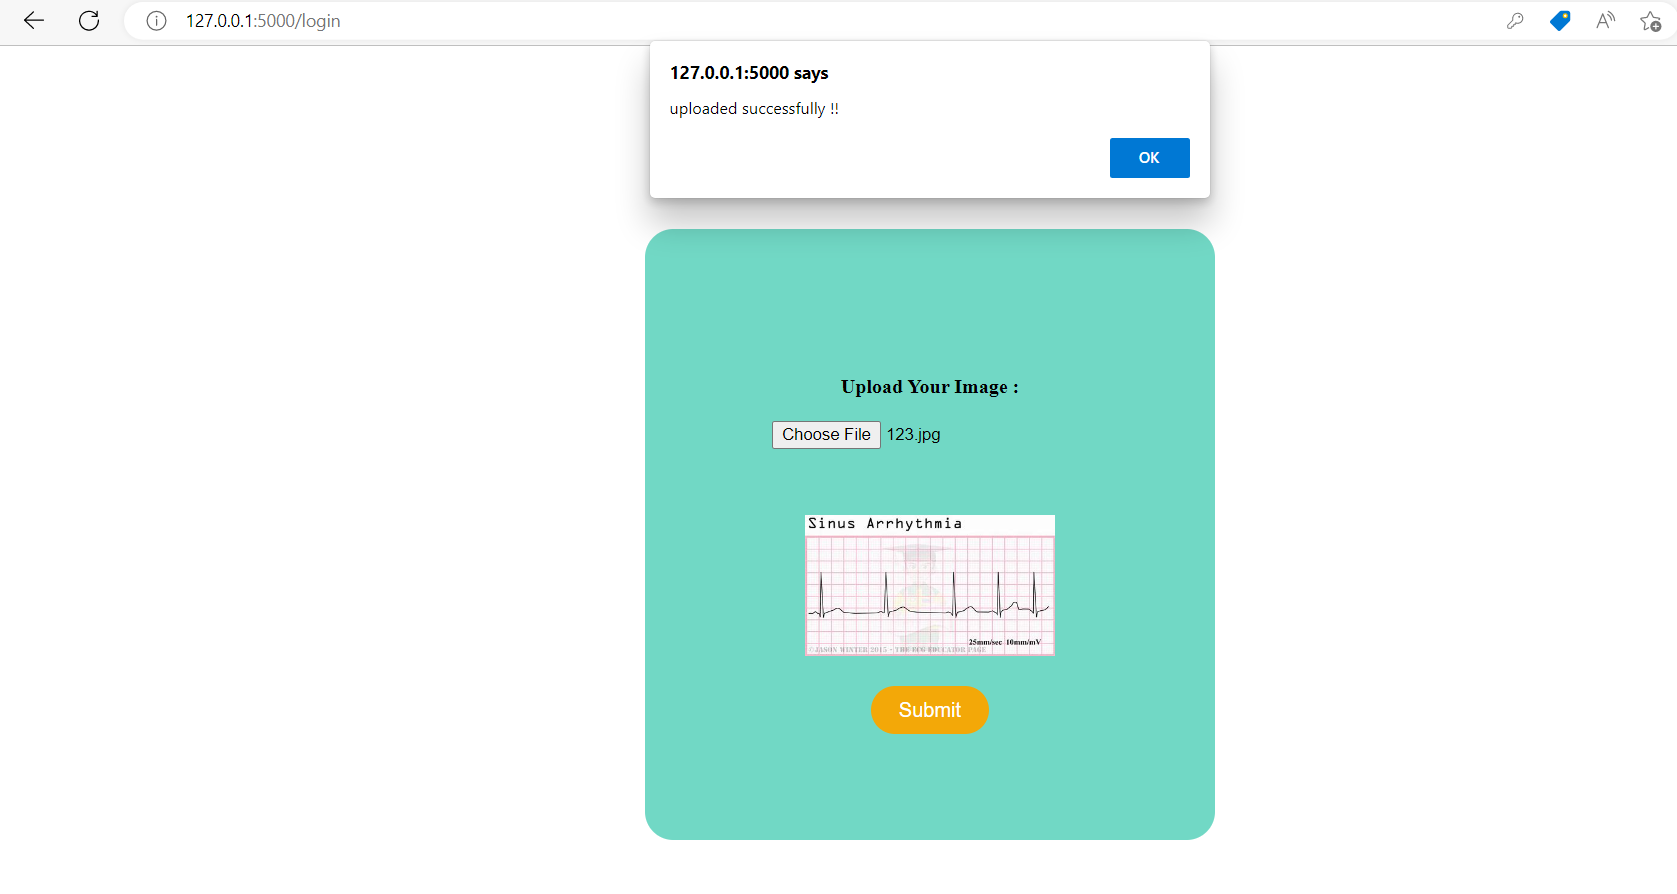 127.0.0.1:5000/login
127.0.0.1:5000 says
uploaded successfully !!
OK
Upload Your Image :
Choose File 123.jpg
Sinus Arrhythmia
25mm/sec 10mm/mV
©JASON WINTER 2015 - THE ECG EDUCATOR PAGE
Submit